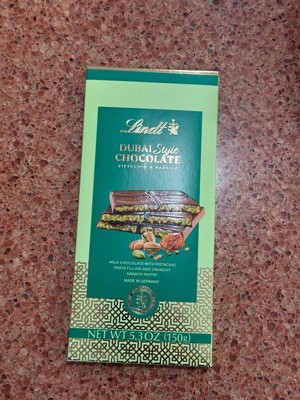 Lindt
DUBAI Style
CHOCOLATE
PISTACHIO & KADAYIF
MILK CHOCOLATE WITH PISTACHIO
PASTE FILLING AND CRUNCHY
KADAYIF PASTRY
MADE IN GERMANY
NET WT 5.3 OZ (150g)